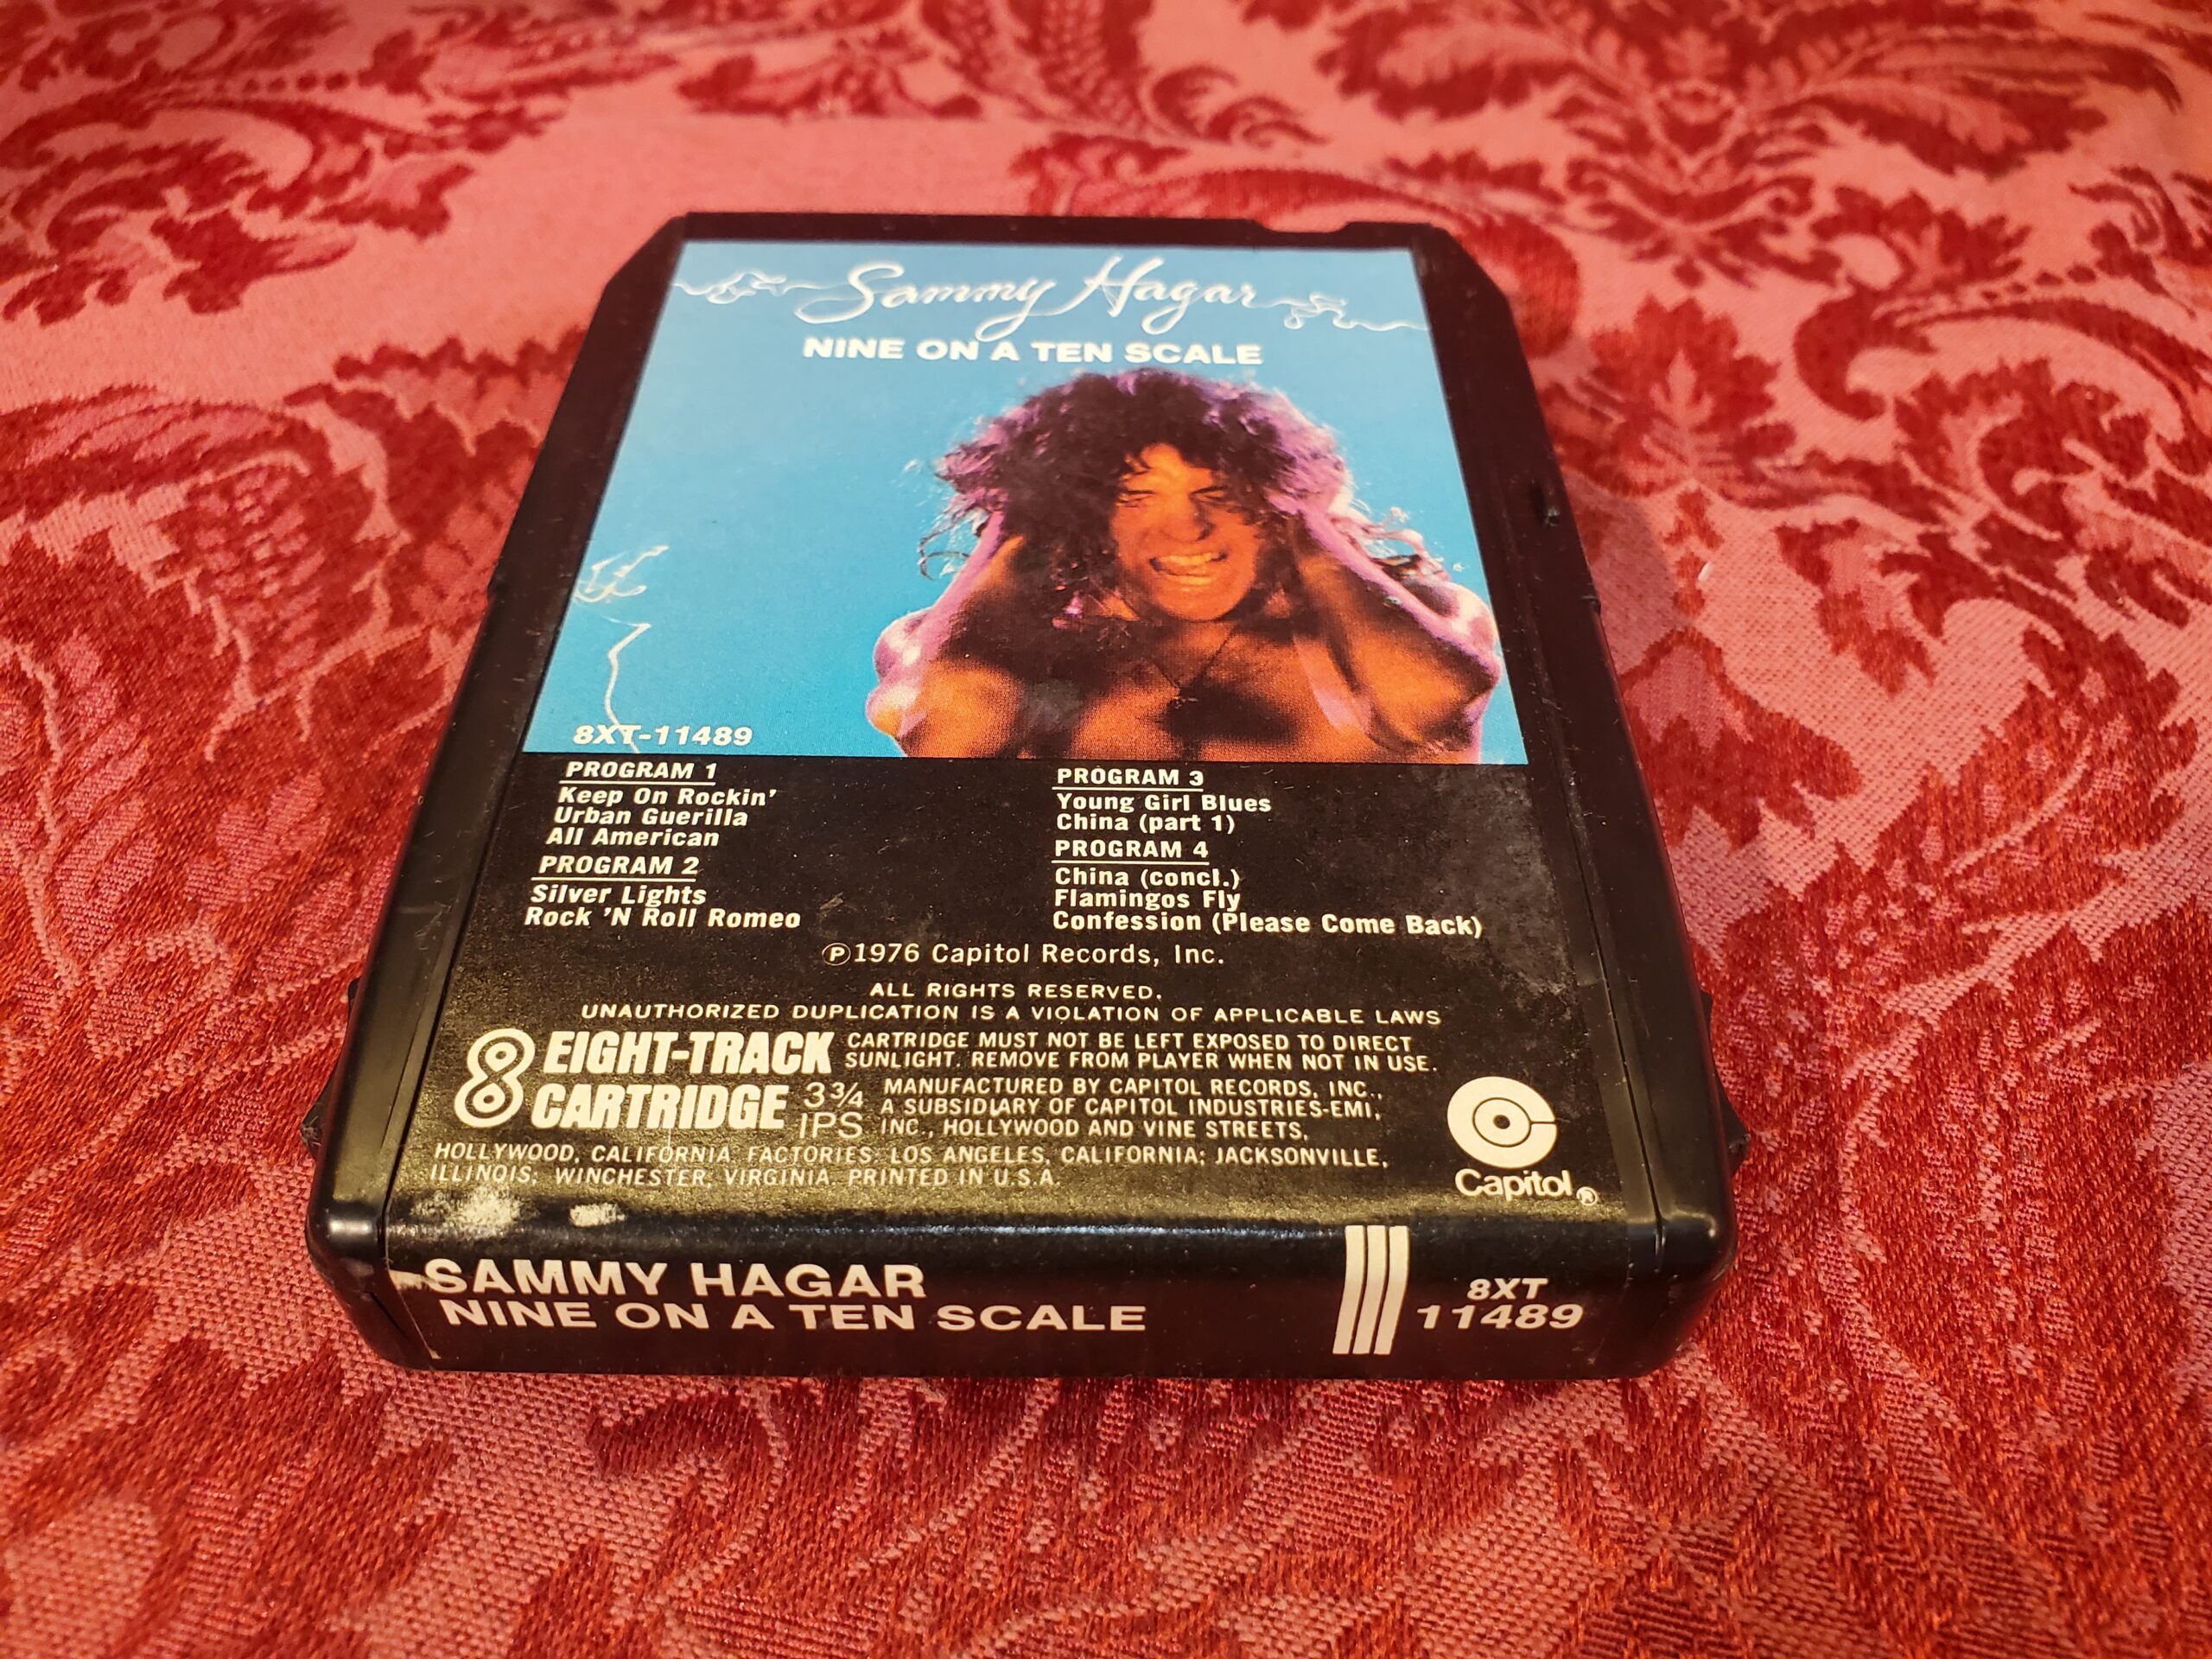 Sammy Hagar
NINE ON A TEN SCALE
8XT-11489
PROGRAM 1
Keep On Rockin'
Urban Guerilla
All American
PROGRAM 2
Silver Lights
Rock 'N Roll Romeo
PROGRAM 3
Young Girl Blues
China (part 1)
PROGRAM 4
China (concl.)
Flamingos Fly
Confession (Please Come Back)
℗1976 Capitol Records, Inc.
ALL RIGHTS RESERVED.
UNAUTHORIZED DUPLICATION IS A VIOLATION OF APPLICABLE LAWS
8 EIGHT-TRACK
CARTRIDGE 3¾
IPS
CARTRIDGE MUST NOT BE LEFT EXPOSED TO DIRECT
SUNLIGHT. REMOVE FROM PLAYER WHEN NOT IN USE.
MANUFACTURED BY CAPITOL RECORDS, INC.,
A SUBSIDIARY OF CAPITOL INDUSTRIES-EMI,
INC., HOLLYWOOD AND VINE STREETS,
HOLLYWOOD, CALIFORNIA. FACTORIES: LOS ANGELES, CALIFORNIA; JACKSONVILLE,
ILLINOIS; WINCHESTER, VIRGINIA. PRINTED IN U.S.A.
Capitol®
SAMMY HAGAR
NINE ON A TEN SCALE
8XT
11489